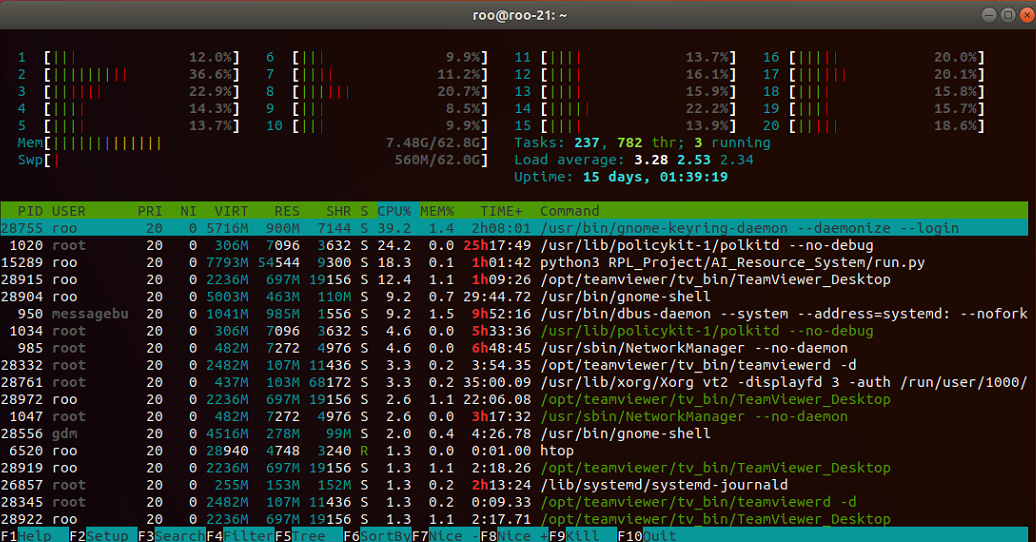 roo@roo-21: ~
1 [||| 12.0%] 6 [||| 9.9%] 11 [|||| 13.7%] 16 [|||| 20.0%]
2 [|||||||||| 36.6%] 7 [|||| 11.2%] 12 [|||| 16.1%] 17 [|||||| 20.1%]
3 [|||||| 22.9%] 8 [|||||| 20.7%] 13 [|||| 15.9%] 18 [|||| 15.8%]
4 [|||| 14.3%] 9 [||| 8.5%] 14 [||||| 22.2%] 19 [|||| 15.7%]
5 [|||| 13.7%] 10 [||| 9.9%] 15 [|||| 13.9%] 20 [||||| 18.6%]
Mem[|||||||||||||| 7.48G/62.8G] Tasks: 237, 782 thr; 3 running
Swp[| 560M/62.0G] Load average: 3.28 2.53 2.34
Uptime: 15 days, 01:39:19
PID USER PRI NI VIRT RES SHR S CPU% MEM% TIME+ Command
28755 roo 20 0 5716M 900M 7144 S 39.2 1.4 2h08:01 /usr/bin/gnome-keyring-daemon --daemonize --login
1020 root 20 0 306M 7096 3632 S 24.2 0.0 25h17:49 /usr/lib/policykit-1/polkitd --no-debug
15289 roo 20 0 7793M 54544 9300 S 18.3 0.1 1h01:42 python3 RPL_Project/AI_Resource_System/run.py
28915 roo 20 0 2236M 697M 19156 S 12.4 1.1 1h09:26 /opt/teamviewer/tv_bin/TeamViewer_Desktop
28904 roo 20 0 5003M 463M 110M S 9.2 0.7 29:44.72 /usr/bin/gnome-shell
950 messagebu 20 0 1041M 985M 1556 S 9.2 1.5 9h52:16 /usr/bin/dbus-daemon --system --address=systemd: --nofork
1034 root 20 0 306M 7096 3632 S 4.6 0.0 5h33:36 /usr/lib/policykit-1/polkitd --no-debug
985 root 20 0 482M 7272 4976 S 4.6 0.0 6h48:45 /usr/sbin/NetworkManager --no-daemon
28332 roo 20 0 2482M 107M 11436 S 3.3 0.2 3:54.35 /opt/teamviewer/tv_bin/teamviewerd -d
28761 roo 20 0 437M 103M 68172 S 3.3 0.2 35:00.09 /usr/lib/xorg/Xorg vt2 -displayfd 3 -auth /run/user/1000/
28972 roo 20 0 2236M 697M 19156 S 2.6 1.1 22:06.08 /opt/teamviewer/tv_bin/TeamViewer_Desktop
1047 root 20 0 482M 7272 4976 S 2.6 0.0 3h17:32 /usr/sbin/NetworkManager --no-daemon
28556 gdm 20 0 4516M 278M 99M S 2.0 0.4 4:26.78 /usr/bin/gnome-shell
6520 roo 20 0 28940 4748 3240 R 1.3 0.0 0:01.00 htop
28919 roo 20 0 2236M 697M 19156 S 1.3 1.1 2:18.26 /opt/teamviewer/tv_bin/TeamViewer_Desktop
26857 root 20 0 255M 153M 152M S 1.3 0.2 2h13:24 /lib/systemd/systemd-journald
28345 root 20 0 2482M 107M 11436 S 1.3 0.2 0:09.33 /opt/teamviewer/tv_bin/teamviewerd -d
28922 roo 20 0 2236M 697M 19156 S 1.3 1.1 2:17.71 /opt/teamviewer/tv_bin/TeamViewer_Desktop
F1Help F2Setup F3SearchF4FilterF5Tree F6SortByF7Nice -F8Nice +F9Kill F10Quit